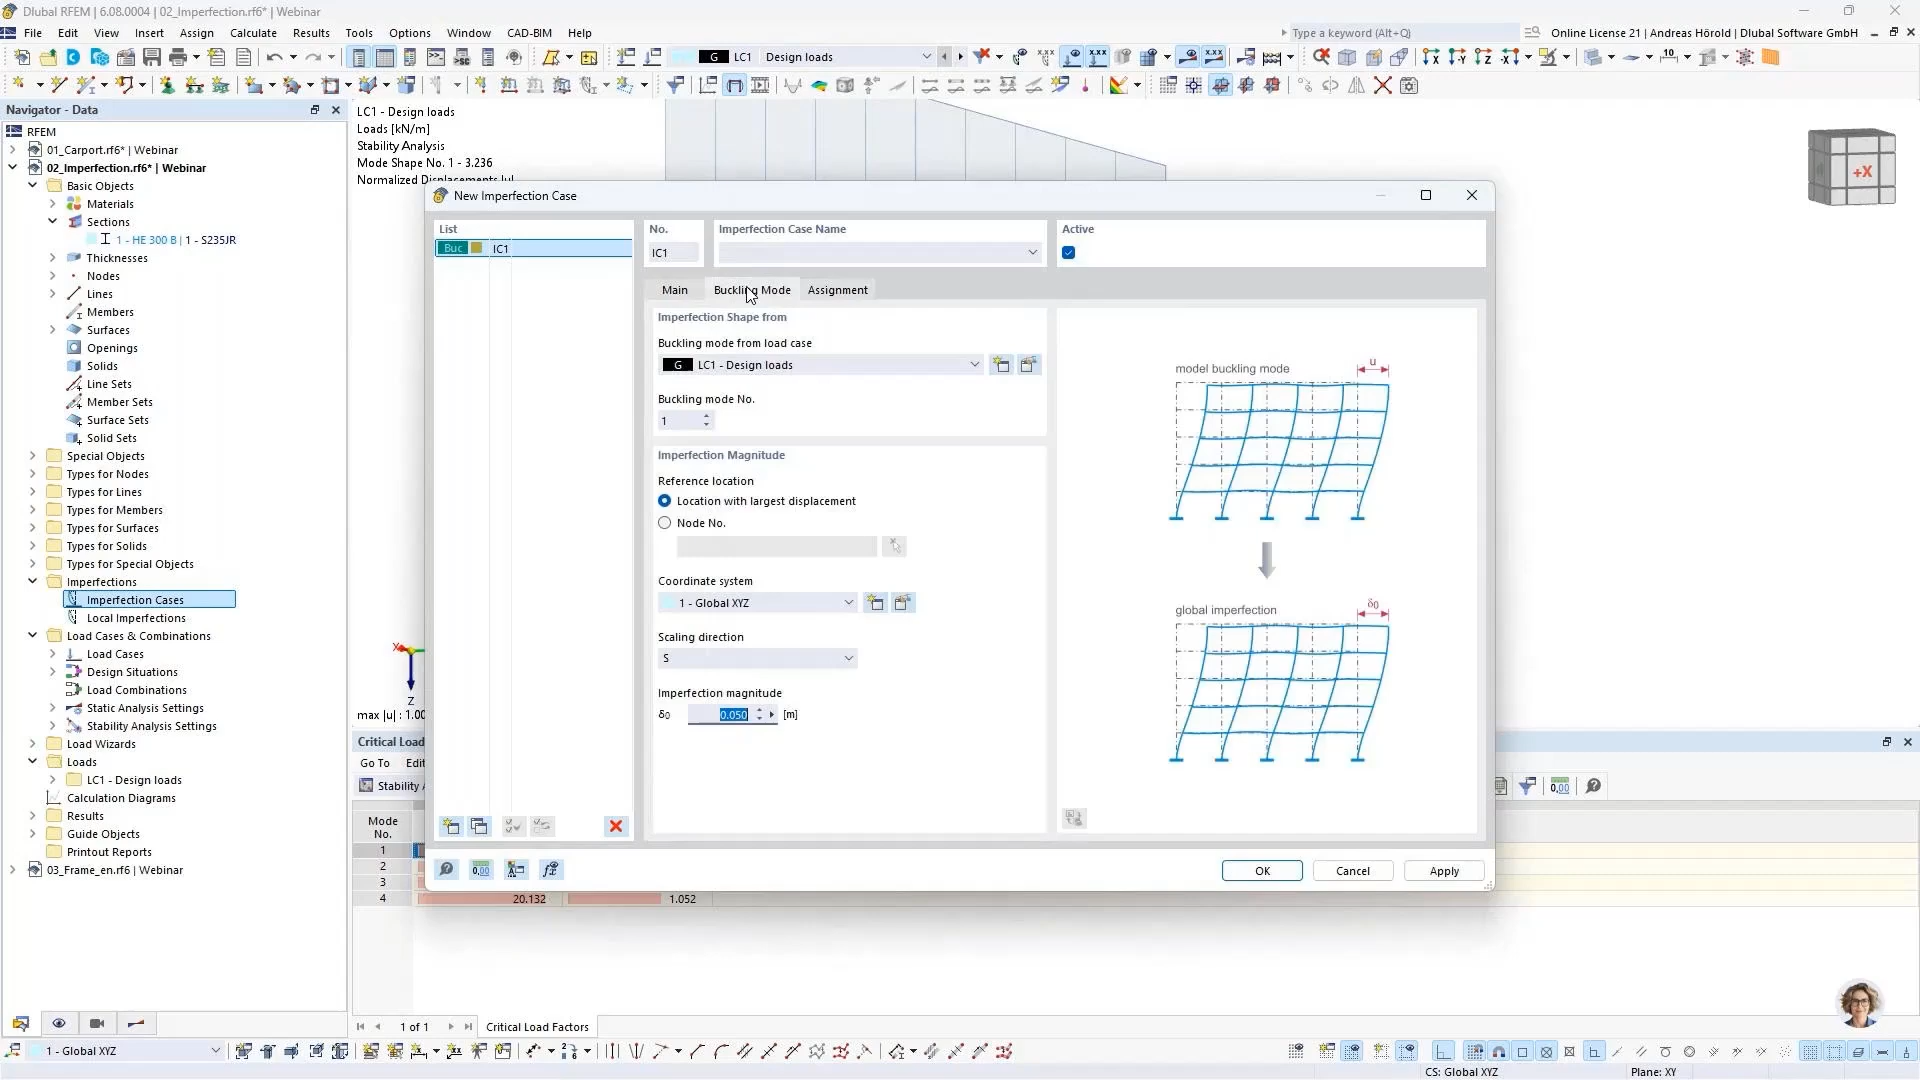 Dlubal RFEM | 6.08.0004 | 02_Imperfection.rf6* | Webinar
File Edit View Insert Assign Calculate Results Tools Options Window CAD-BIM Help
Type a keyword (Alt+Q)
Online License 21 | Andreas Hörold | Dlubal Software GmbH
G LC1 Design loads
Navigator - Data
RFEM
01_Carport.rf6* | Webinar
02_Imperfection.rf6* | Webinar
Basic Objects
Materials
Sections
1 - HE 300 B | 1 - S235JR
Thicknesses
Nodes
Lines
Members
Surfaces
Openings
Solids
Line Sets
Member Sets
Surface Sets
Solid Sets
Special Objects
Types for Nodes
Types for Lines
Types for Members
Types for Surfaces
Types for Solids
Types for Special Objects
Imperfections
Imperfection Cases
Local Imperfections
Load Cases & Combinations
Load Cases
Design Situations
Load Combinations
Static Analysis Settings
Stability Analysis Settings
Load Wizards
Loads
LC1 - Design loads
Calculation Diagrams
Results
Guide Objects
Printout Reports
03_Frame_en.rf6 | Webinar
LC1 - Design loads
Loads [kN/m]
Stability Analysis
Mode Shape No. 1 - 3.236
Normalized Displacements |u|
+X
X
Z
max |u| : 1.00
New Imperfection Case
List
Buc IC1
No.
IC1
Imperfection Case Name
Active
Main
Buckling Mode
Assignment
Imperfection Shape from
Buckling mode from load case
G LC1 - Design loads
Buckling mode No.
1
Imperfection Magnitude
Reference location
Location with largest displacement
Node No.
Coordinate system
1 - Global XYZ
Scaling direction
S
Imperfection magnitude
δ0 0.050 [m]
model buckling mode
u
global imperfection
δ0
OK
Cancel
Apply
Critical Load
Go To Edit
Stability A
Mode
No.
1
2
3
4 20.132 1.052
1 of 1
Critical Load Factors
1 - Global XYZ
CS: Global XYZ
Plane: XY